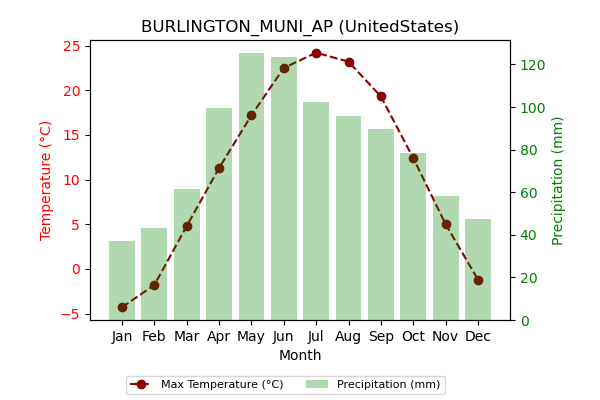 BURLINGTON_MUNI_AP (UnitedStates)
25
20
15
10
5
0
−5
Temperature (°C)
120
100
80
60
40
20
0
Precipitation (mm)
Jan Feb Mar Apr May Jun Jul Aug Sep Oct Nov Dec
Month
Max Temperature (°C) Precipitation (mm)